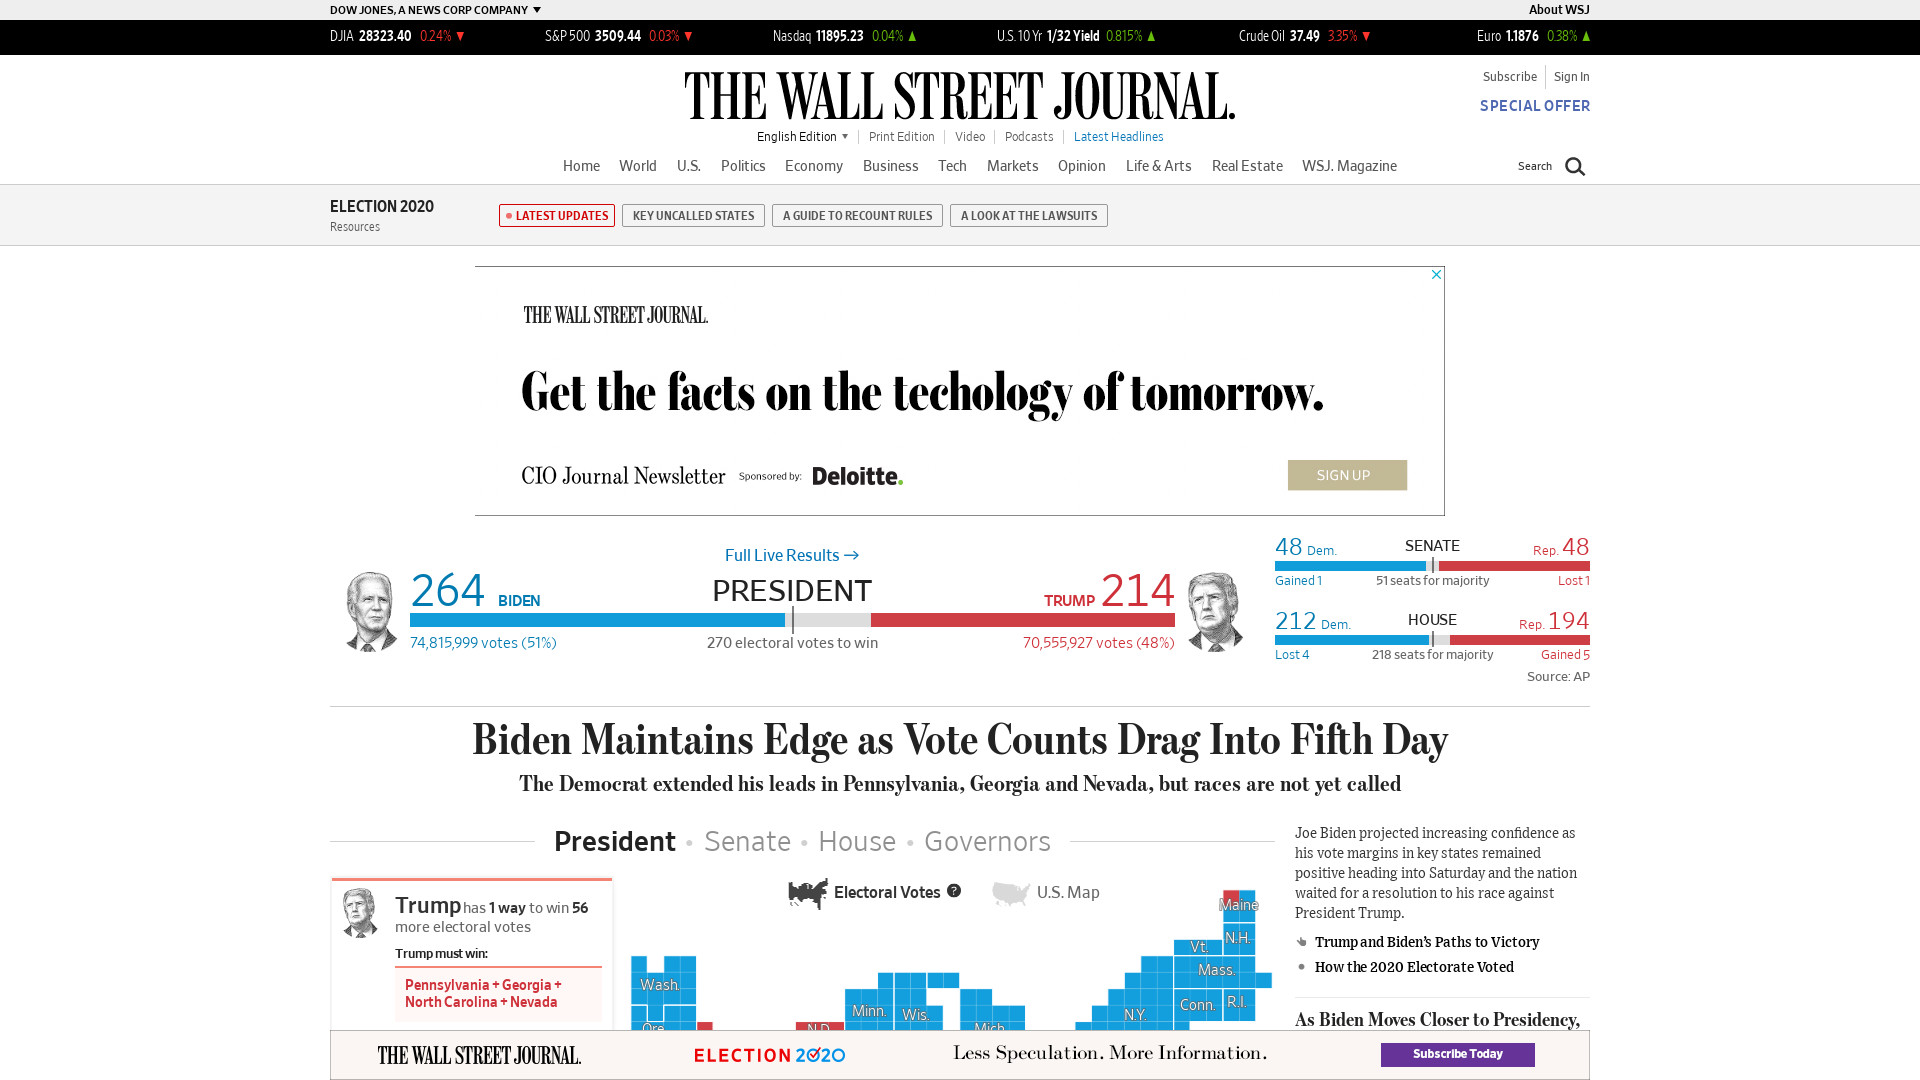 DOW JONES, A NEWS CORP COMPANY
About WSJ
DJIA 28323.40 0.24%
S&P 500 3509.44 0.03%
Nasdaq 11895.23 0.04%
U.S. 10 Yr 1/32 Yield 0.815%
Crude Oil 37.49 3.35%
Euro 1.1876 0.38%
Subscribe
Sign In
THE WALL STREET JOURNAL.
SPECIAL OFFER
English Edition
Print Edition
Video
Podcasts
Latest Headlines
Home World U.S. Politics Economy Business Tech Markets Opinion Life & Arts Real Estate WSJ. Magazine
Search
ELECTION 2020
Resources
LATEST UPDATES
KEY UNCALLED STATES
A GUIDE TO RECOUNT RULES
A LOOK AT THE LAWSUITS
THE WALL STREET JOURNAL.
Get the facts on the techology of tomorrow.
CIO Journal Newsletter
Sponsored by:
Deloitte.
SIGN UP
Full Live Results →
264 BIDEN
PRESIDENT
TRUMP 214
74,815,999 votes (51%)
270 electoral votes to win
70,555,927 votes (48%)
48 Dem.
SENATE
Rep. 48
Gained 1
51 seats for majority
Lost 1
212 Dem.
HOUSE
Rep. 194
Lost 4
218 seats for majority
Gained 5
Source: AP
Biden Maintains Edge as Vote Counts Drag Into Fifth Day
The Democrat extended his leads in Pennsylvania, Georgia and Nevada, but races are not yet called
President • Senate • House • Governors
Trump has 1 way to win 56
more electoral votes
Trump must win:
Pennsylvania + Georgia +
North Carolina + Nevada
Electoral Votes ?
U.S. Map
Maine
N.H.
Vt.
Mass.
Wash.
Conn.
R.I.
Minn.
Wis.
N.Y.
Ore.
N.D.
Mich.
Joe Biden projected increasing confidence as
his vote margins in key states remained
positive heading into Saturday and the nation
waited for a resolution to his race against
President Trump.
Trump and Biden's Paths to Victory
How the 2020 Electorate Voted
As Biden Moves Closer to Presidency,
THE WALL STREET JOURNAL.
ELECTION 2020
Less Speculation. More Information.
Subscribe Today